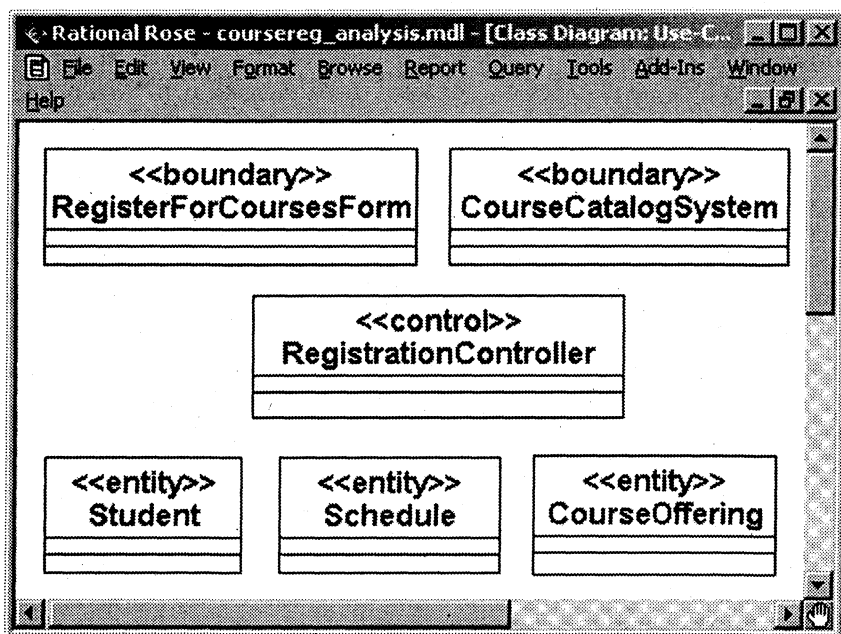 Rational Rose - coursereg_analysis.mdl - [Class Diagram: Use-C...
File Edit View Format Browse Report Query Tools Add-Ins Window
Help
<<boundary>> <<boundary>>
RegisterForCoursesForm CourseCatalogSystem
<<control>>
RegistrationController
<<entity>> <<entity>> <<entity>>
Student Schedule CourseOffering